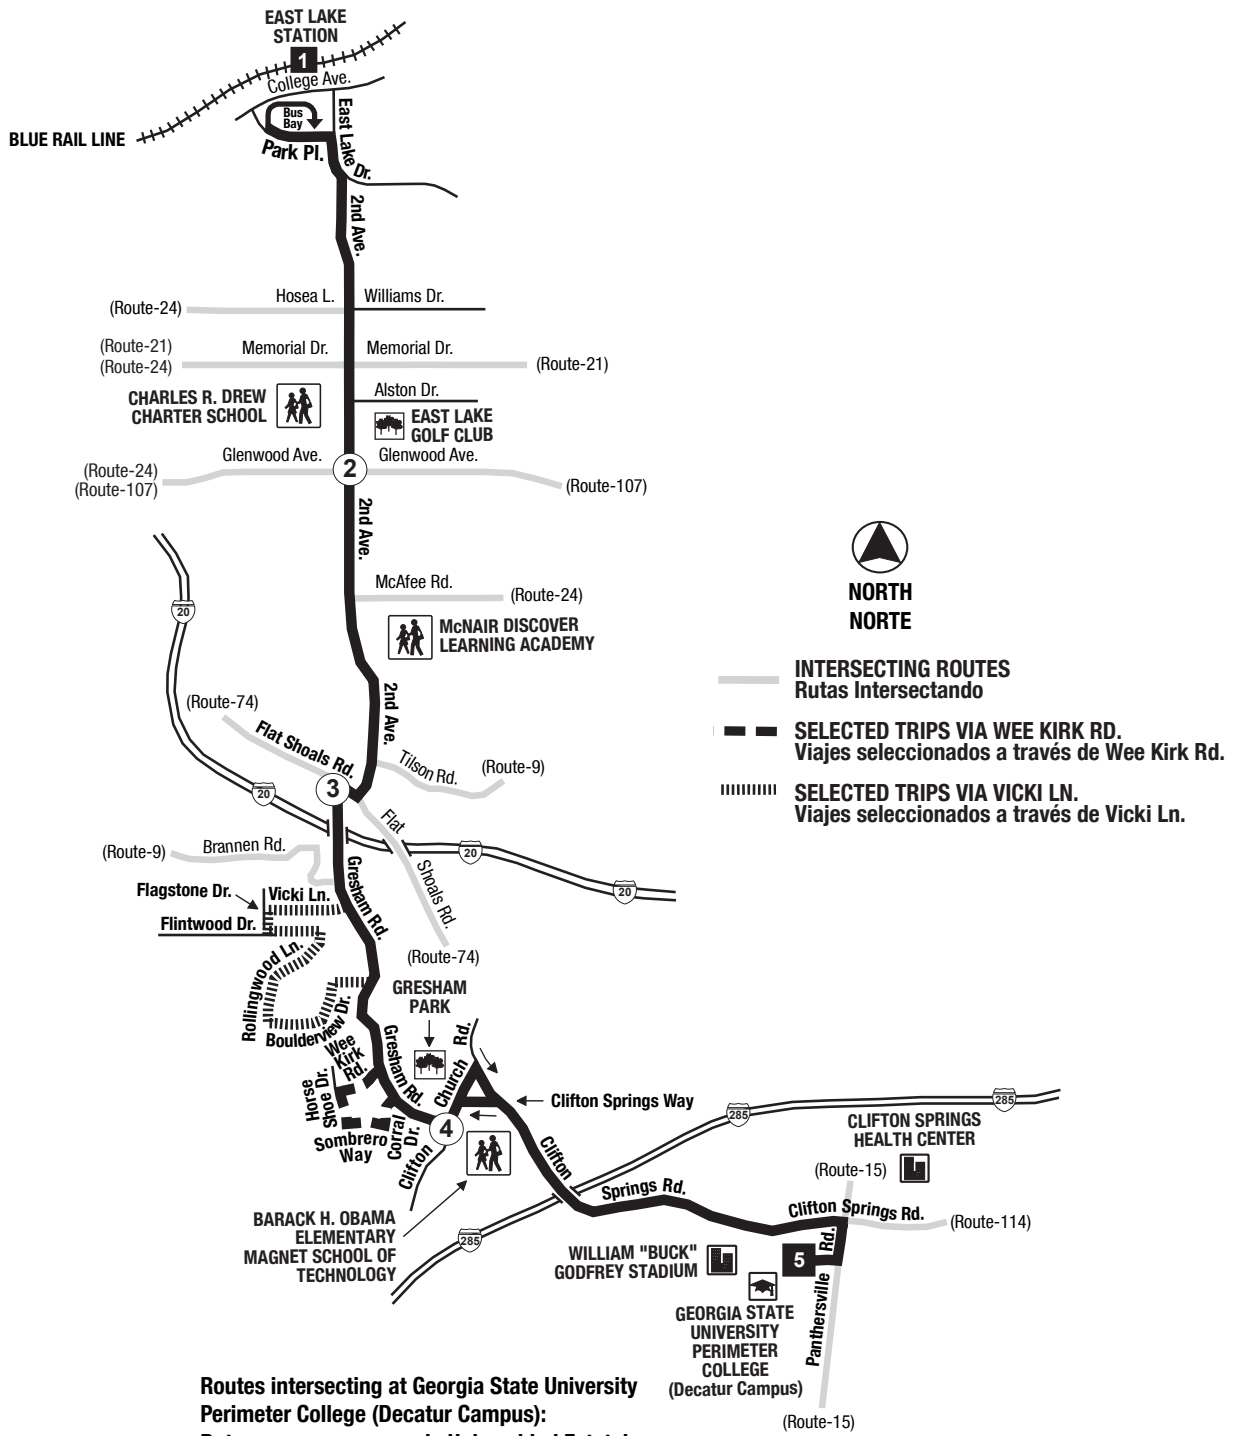 EAST LAKE
STATION
1
College Ave.
BLUE RAIL LINE
Bus
Bay
Park Pl.
East Lake Dr.
2nd Ave.
Hosea L.
Williams Dr.
(Route-24)
(Route-21)
(Route-24)
Memorial Dr.
Memorial Dr.
(Route-21)
CHARLES R. DREW
CHARTER SCHOOL
Alston Dr.
EAST LAKE
GOLF CLUB
Glenwood Ave.
2
Glenwood Ave.
(Route-24)
(Route-107)
(Route-107)
2nd Ave.
McAfee Rd.
(Route-24)
20
McNAIR DISCOVER
LEARNING ACADEMY
NORTH
NORTE
INTERSECTING ROUTES
Rutas Intersectando
SELECTED TRIPS VIA WEE KIRK RD.
Viajes seleccionados a través de Wee Kirk Rd.
SELECTED TRIPS VIA VICKI LN.
Viajes seleccionados a través de Vicki Ln.
(Route-74)
2nd Ave.
Flat Shoals Rd.
Tilson Rd.
(Route-9)
3
20
Flat
Shoals Rd.
20
20
(Route-9)
Brannen Rd.
Gresham Rd.
Flagstone Dr.
Vicki Ln.
Flintwood Dr.
Rollingwood Ln.
(Route-74)
GRESHAM
PARK
Boulderview Dr.
Wee
Kirk
Rd.
Gresham Rd.
Church
Rd.
Horse
Shoe Dr.
Sombrero
Way
Corral
Dr.
4
Clifton
Clifton Springs Way
285
285
CLIFTON SPRINGS
HEALTH CENTER
(Route-15)
Clifton
Springs Rd.
Clifton Springs Rd.
(Route-114)
BARACK H. OBAMA
ELEMENTARY
MAGNET SCHOOL OF
TECHNOLOGY
285
WILLIAM "BUCK"
GODFREY STADIUM
5
Panthersville
Rd.
GEORGIA STATE
UNIVERSITY
PERIMETER
COLLEGE
(Decatur Campus)
(Route-15)
Routes intersecting at Georgia State University
Perimeter College (Decatur Campus):